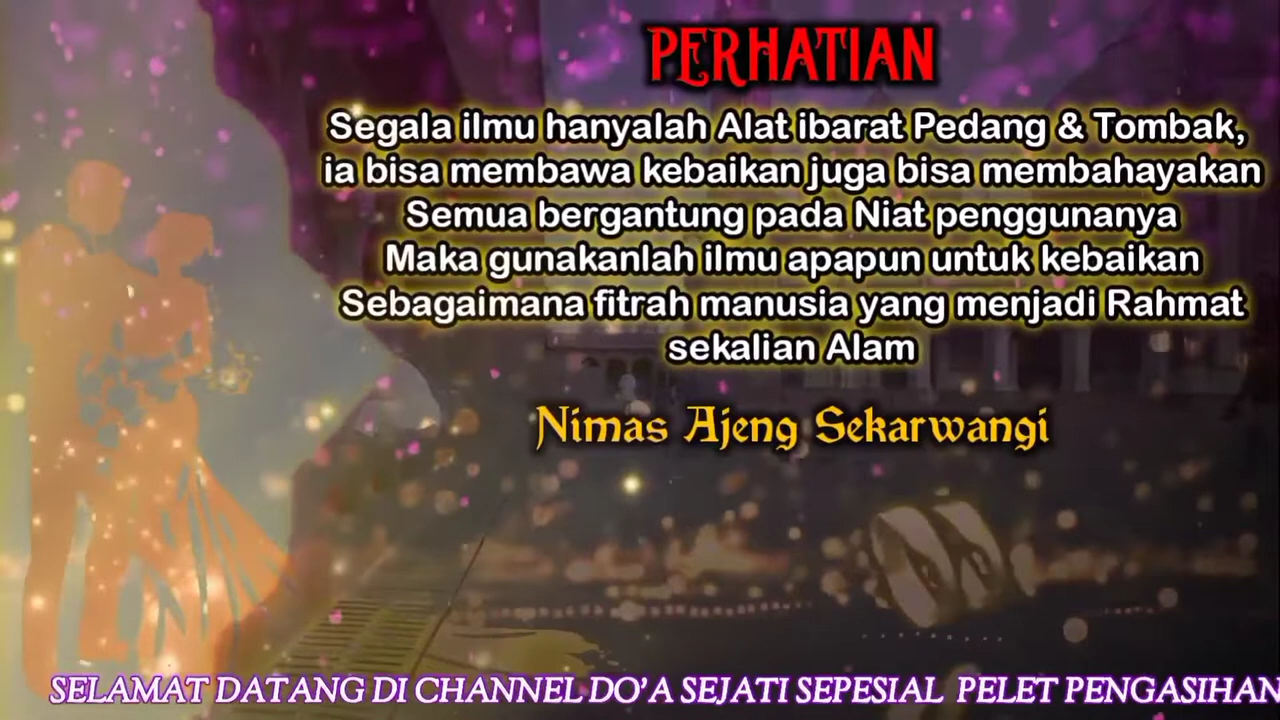 PERHATIAN
Segala ilmu hanyalah Alat ibarat Pedang & Tombak,
ia bisa membawa kebaikan juga bisa membahayakan
Semua bergantung pada Niat penggunanya
Maka gunakanlah ilmu apapun untuk kebaikan
Sebagaimana fitrah manusia yang menjadi Rahmat
sekalian Alam
Nimas Ajeng Sekarwangi
SELAMAT DATANG DI CHANNEL DO'A SEJATI SEPESIAL PELET PENGASIHAN